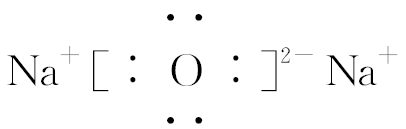 Na⁺ [ : O : ]²⁻ Na⁺